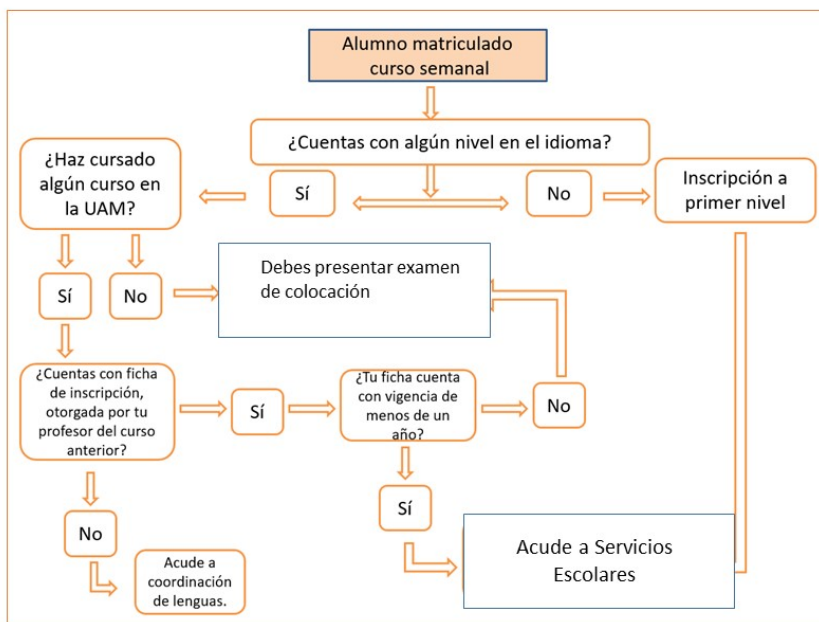 Alumno matriculado
curso semanal
¿Cuentas con algún nivel en el idioma?
¿Haz cursado
algún curso en
la UAM?
Sí
No
Inscripción a
primer nivel
Sí
No
Debes presentar examen
de colocación
¿Cuentas con ficha
de inscripción,
otorgada por tu
profesor del curso
anterior?
Sí
¿Tu ficha cuenta
con vigencia de
menos de un
año?
No
No
Sí
Acude a
coordinación
de lenguas.
Acude a Servicios
Escolares